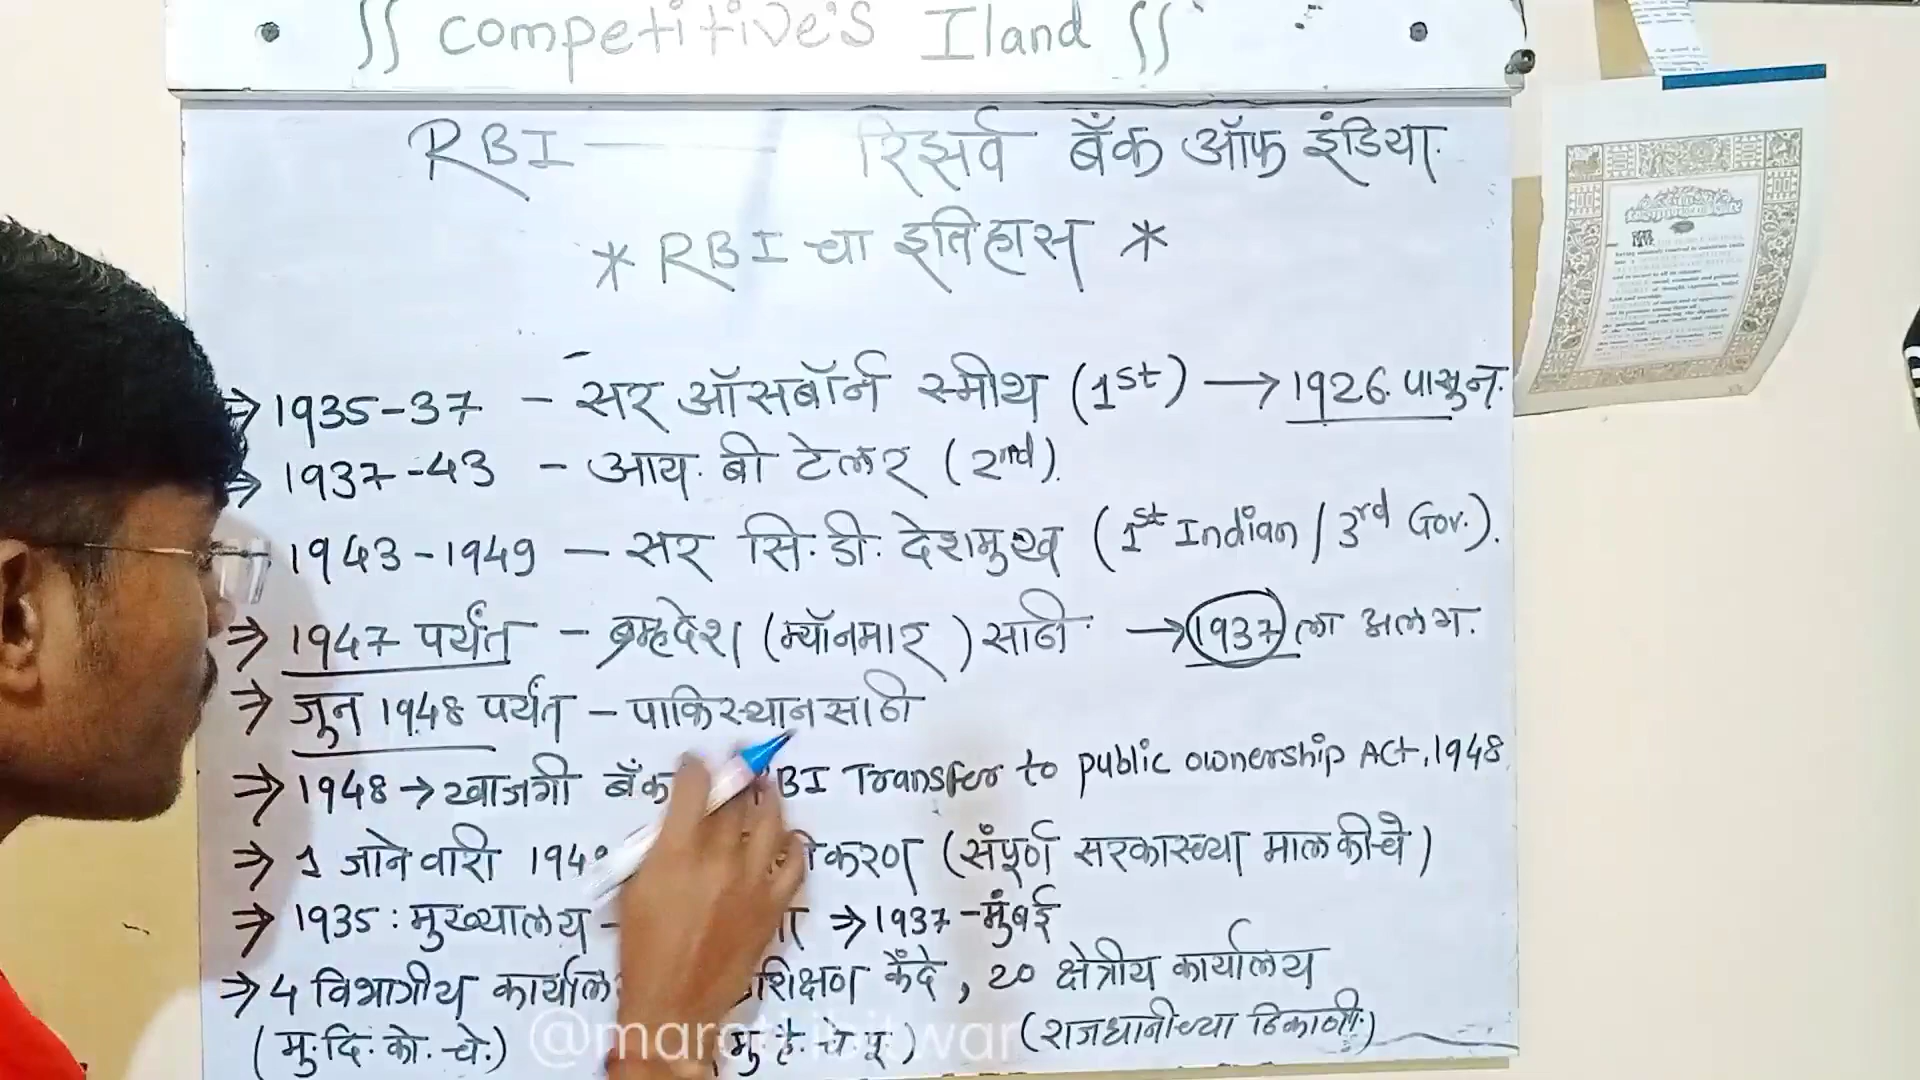 ∫∫ competitive's Iland ∫∫
RBI —— रिझर्व बँक ऑफ इंडिया.
* RBI चा इतिहास *
⇒ 1935-37 - सर ऑसबॉर्न स्मीथ (1st) → 1926 पासुन.
⇒ 1937-43 - आय. बी टेलर (2nd).
1943-1949 - सर सि. डी. देशमुख (1st Indian / 3rd Gov.).
⇒ 1947 पर्यंत - ब्रम्हदेश (म्यॉनमार) साठी → 1937 ला अलग.
⇒ जून 1948 पर्यंत - पाकिस्थानसाठी
⇒ 1948 → खाजगी बँक BI Transfer to public ownership Act, 1948
⇒ 1 जानेवारी 194 करण (संपूर्ण सरकारच्या मालकीचे)
⇒ 1935 : मुख्यालय - ⇒ 1937 - मुंबई
⇒ 4 विभागीय कार्याल शिक्षण केंदे, 20 क्षेत्रीय कार्यालय
(मु. दि. को. चे.) मु है. चे पु) (राजधानीच्या ठिकाणी.)